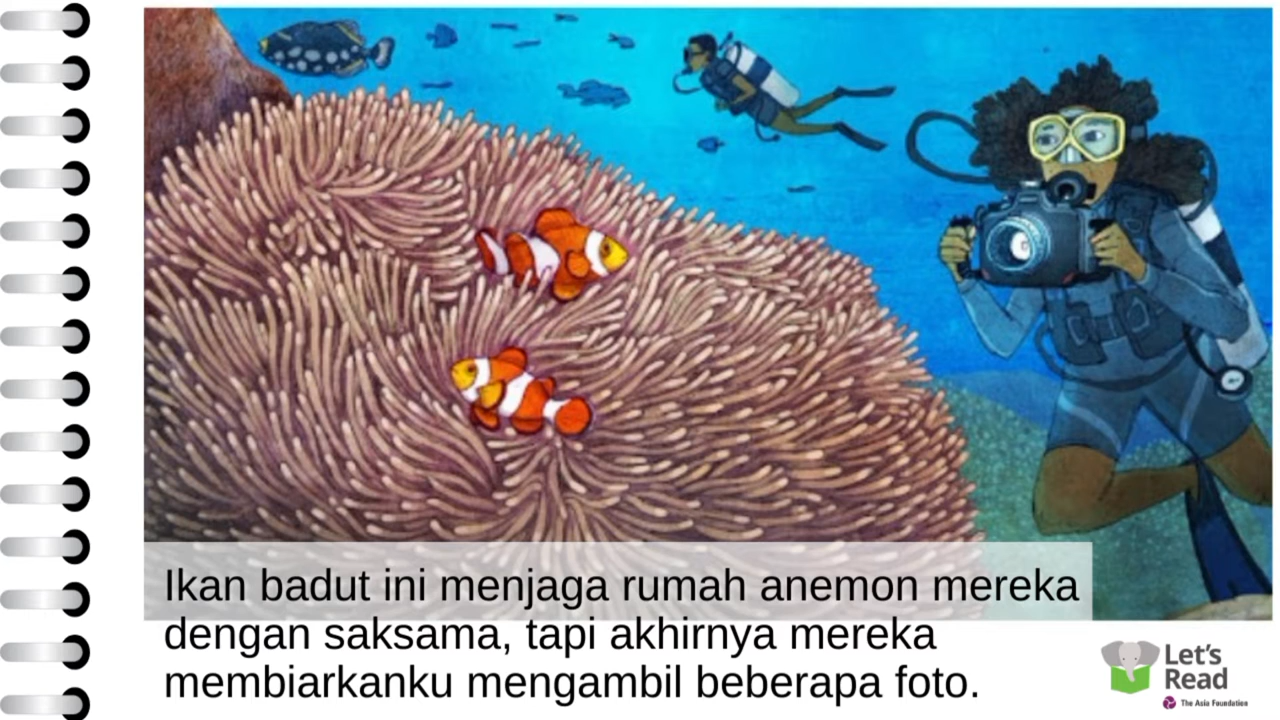 Ikan badut ini menjaga rumah anemon mereka
dengan saksama, tapi akhirnya mereka
membiarkanku mengambil beberapa foto.
Let's
Read
The Asia Foundation